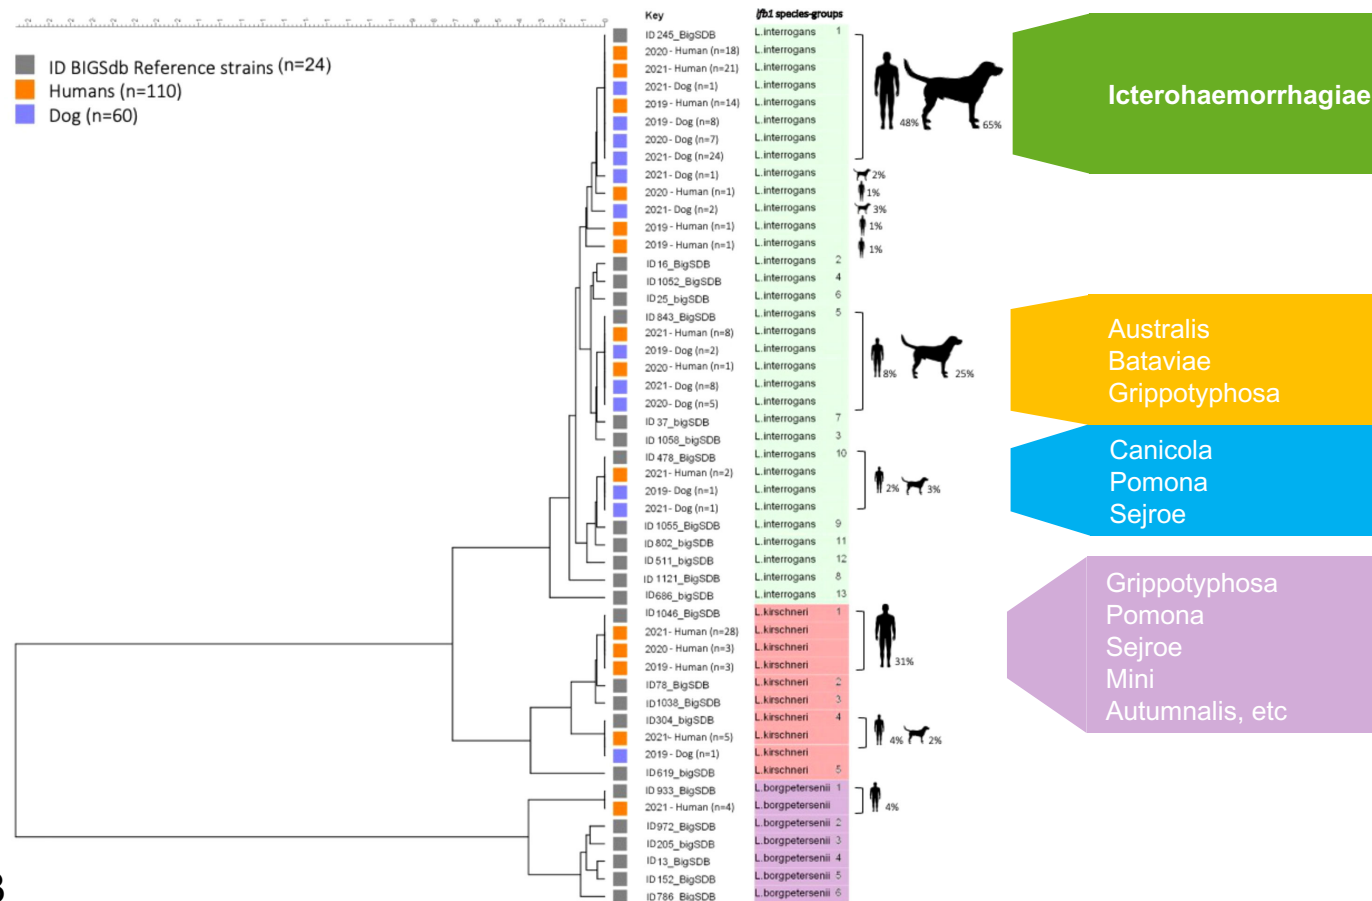 Key lfb1 species-groups
ID BIGSdb Reference strains (n=24)
Humans (n=110)
Dog (n=60)
ID 245_BigSDB L.interrogans 1
2020 - Human (n=18) L.interrogans
2021- Human (n=21) L.interrogans
2021- Dog (n=1) L.interrogans
2019 - Human (n=14) L.interrogans
2019 - Dog (n=8) L.interrogans
2020 - Dog (n=7) L.interrogans
2021 - Dog (n=24) L.interrogans
48% 65%
Icterohaemorrhagiae
2021- Dog (n=1) L.interrogans 2%
2020 - Human (n=1) L.interrogans 1%
2021- Dog (n=2) L.interrogans 3%
2019 - Human (n=1) L.interrogans 1%
2019 - Human (n=1) L.interrogans 1%
ID 16_BigSDB L.interrogans 2
ID 1052_BigSDB L.interrogans 4
ID 25_bigSDB L.interrogans 6
ID 843_BigSDB L.interrogans 5
2021 - Human (n=8) L.interrogans
2019 - Dog (n=2) L.interrogans
2020 - Human (n=1) L.interrogans
2021 - Dog (n=8) L.interrogans
2020 - Dog (n=5) L.interrogans
8% 25%
Australis
Bataviae
Grippotyphosa
ID 37_bigSDB L.interrogans 7
ID 1058_bigSDB L.interrogans 3
ID 478_BigSDB L.interrogans 10
2021 - Human (n=2) L.interrogans
2019- Dog (n=1) L.interrogans
2021 - Dog (n=1) L.interrogans
2% 3%
Canicola
Pomona
Sejroe
ID 1055_BigSDB L.interrogans 9
ID 802_bigSDB L.interrogans 11
ID 511_bigSDB L.interrogans 12
ID 1121_BigSDB L.interrogans 8
ID686_bigSDB L.interrogans 13
ID 1046_BigSDB L.kirschneri 1
2021- Human (n=28) L.kirschneri
2020 - Human (n=3) L.kirschneri
2019 - Human (n=3) L.kirschneri
31%
ID78_BigSDB L.kirschneri 2
ID1038_BigSDB L.kirschneri 3
ID304_bigSDB L.kirschneri 4
2021- Human (n=5) L.kirschneri
4% 2%
2019 - Dog (n=1) L.kirschneri
ID 619_bigSDB L.kirschneri 5
Grippotyphosa
Pomona
Sejroe
Mini
Autumnalis, etc
ID 933_BigSDB L.borgpetersenii 1
2021 - Human (n=4) L.borgpetersenii
4%
ID972_BigSDB L.borgpetersenii 2
ID205_bigSDB L.borgpetersenii 3
ID 13_BigSDB L.borgpetersenii 4
ID 152_BigSDB L.borgpetersenii 5
ID786_BigSDB L.borgpetersenii 6